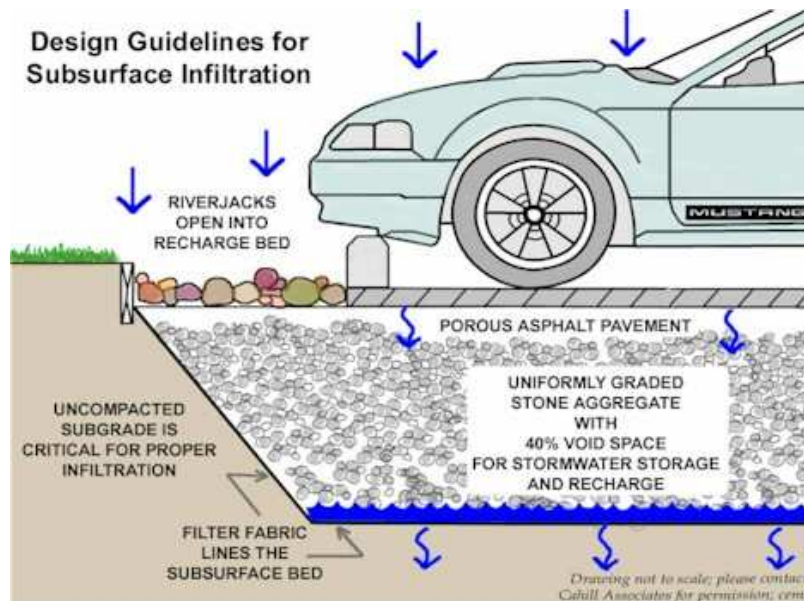 Design Guidelines for
Subsurface Infiltration
RIVERJACKS
OPEN INTO
RECHARGE BED
MUSTANG
POROUS ASPHALT PAVEMENT
UNIFORMLY GRADED
STONE AGGREGATE
WITH
40% VOID SPACE
FOR STORMWATER STORAGE
AND RECHARGE
UNCOMPACTED
SUBGRADE IS
CRITICAL FOR PROPER
INFILTRATION
FILTER FABRIC
LINES THE
SUBSURFACE BED
Drawing not to scale; please contac
Cahill Associates for permission; cem